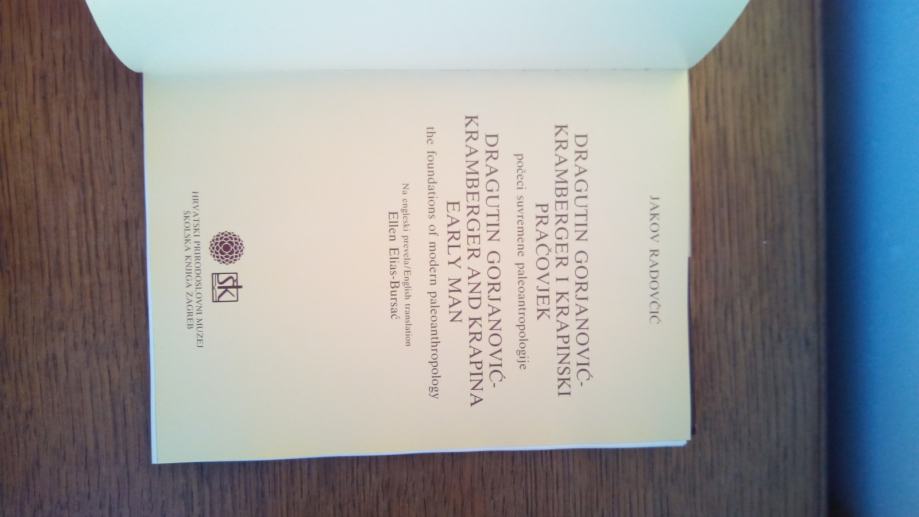 JAKOV RADOVČIĆ
DRAGUTIN GORJANOVIĆ-
KRAMBERGER I KRAPINSKI
PRAČOVJEK
počeci suvremene paleoantropologije
DRAGUTIN GORJANOVIĆ-
KRAMBERGER AND KRAPINA
EARLY MAN
the foundations of modern paleoanthropology
Na engleski prevela/English translation
Ellen Elias-Bursać
ŠK
HRVATSKI PRIRODOSLOVNI MUZEJ
ŠKOLSKA KNJIGA ZAGREB